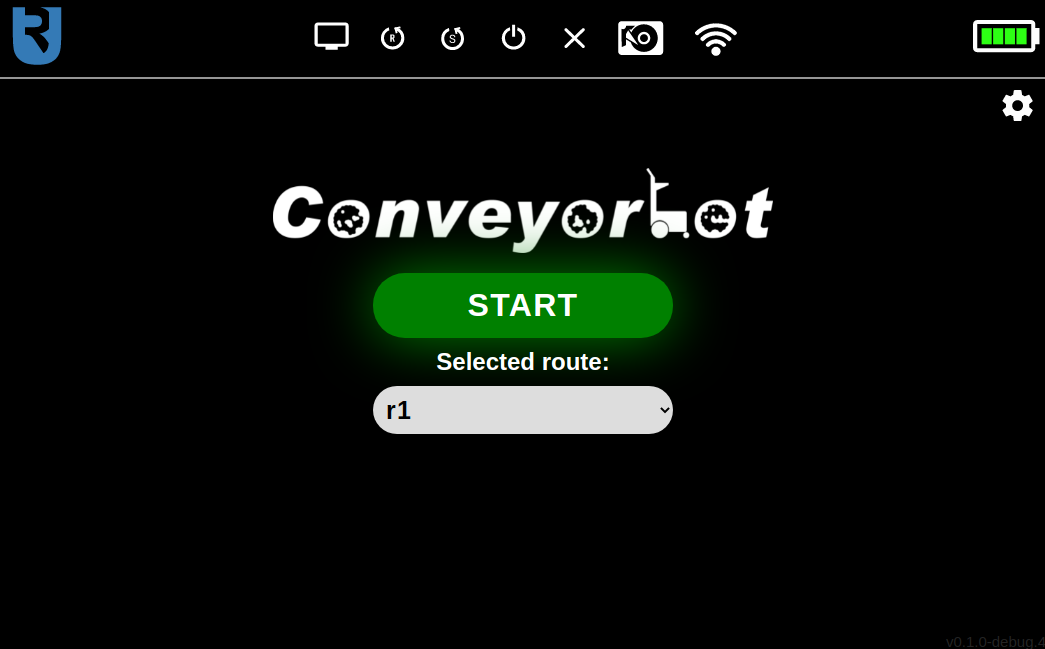 R
S
Conveyorbot
START
Selected route:
r1
v0.1.0-debug.4